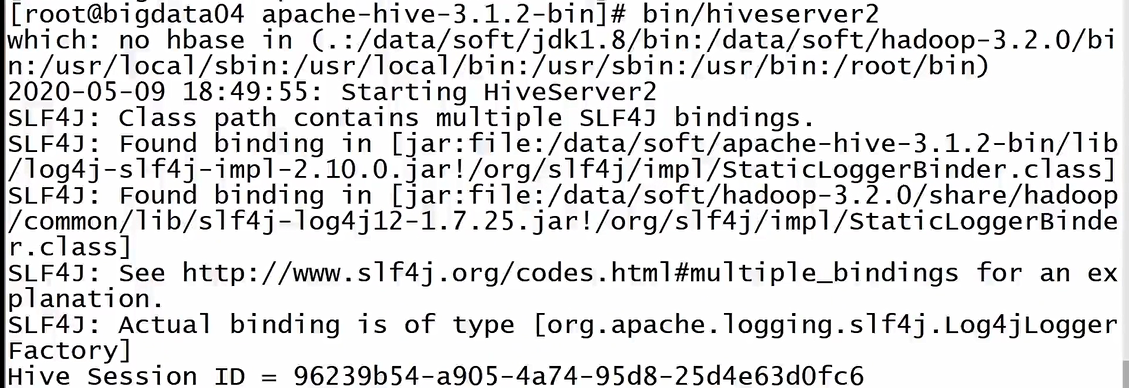 [root@bigdata04 apache-hive-3.1.2-bin]# bin/hiveserver2
which: no hbase in (.:/data/soft/jdk1.8/bin:/data/soft/hadoop-3.2.0/bi
n:/usr/local/sbin:/usr/local/bin:/usr/sbin:/usr/bin:/root/bin)
2020-05-09 18:49:55: Starting HiveServer2
SLF4J: Class path contains multiple SLF4J bindings.
SLF4J: Found binding in [jar:file:/data/soft/apache-hive-3.1.2-bin/lib
/log4j-slf4j-impl-2.10.0.jar!/org/slf4j/impl/StaticLoggerBinder.class]
SLF4J: Found binding in [jar:file:/data/soft/hadoop-3.2.0/share/hadoop
/common/lib/slf4j-log4j12-1.7.25.jar!/org/slf4j/impl/StaticLoggerBinde
r.class]
SLF4J: See http://www.slf4j.org/codes.html#multiple_bindings for an ex
planation.
SLF4J: Actual binding is of type [org.apache.logging.slf4j.Log4jLogger
Factory]
Hive Session ID = 96239b54-a905-4a74-95d8-25d4e63d0fc6